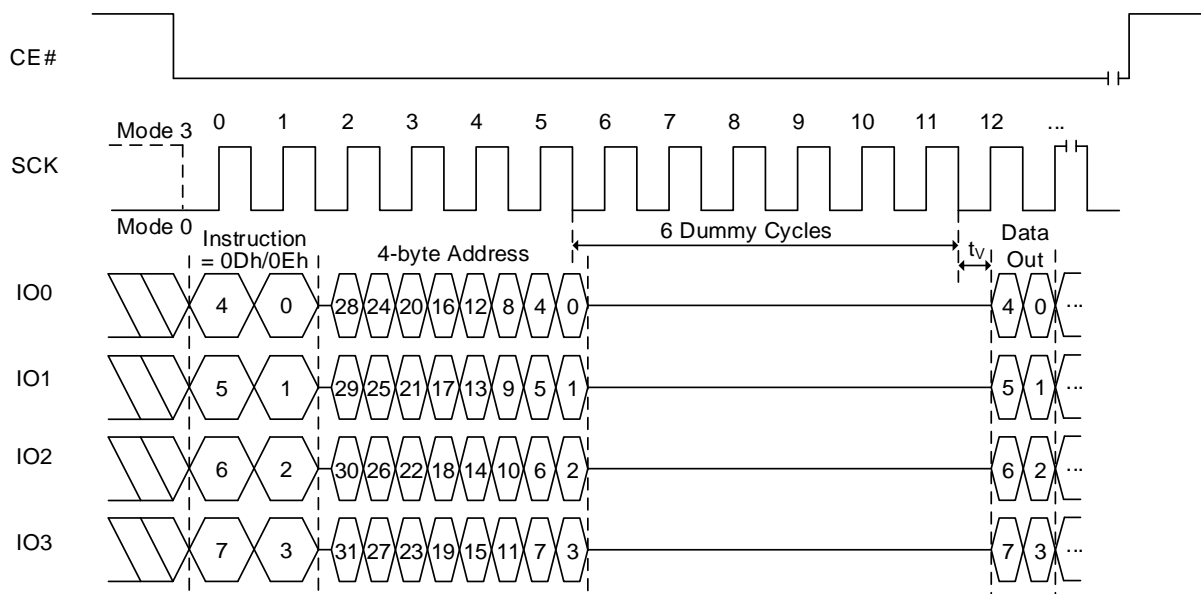 CE#
Mode 3 0 1 2 3 4 5 6 7 8 9 10 11 12 ...
SCK
Mode 0
Instruction
= 0Dh/0Eh
4-byte Address
6 Dummy Cycles
tV
Data
Out
IO0 4 0 28 24 20 16 12 8 4 0 4 0 ...
IO1 5 1 29 25 21 17 13 9 5 1 5 1 ...
IO2 6 2 30 26 22 18 14 10 6 2 6 2 ...
IO3 7 3 31 27 23 19 15 11 7 3 7 3 ...